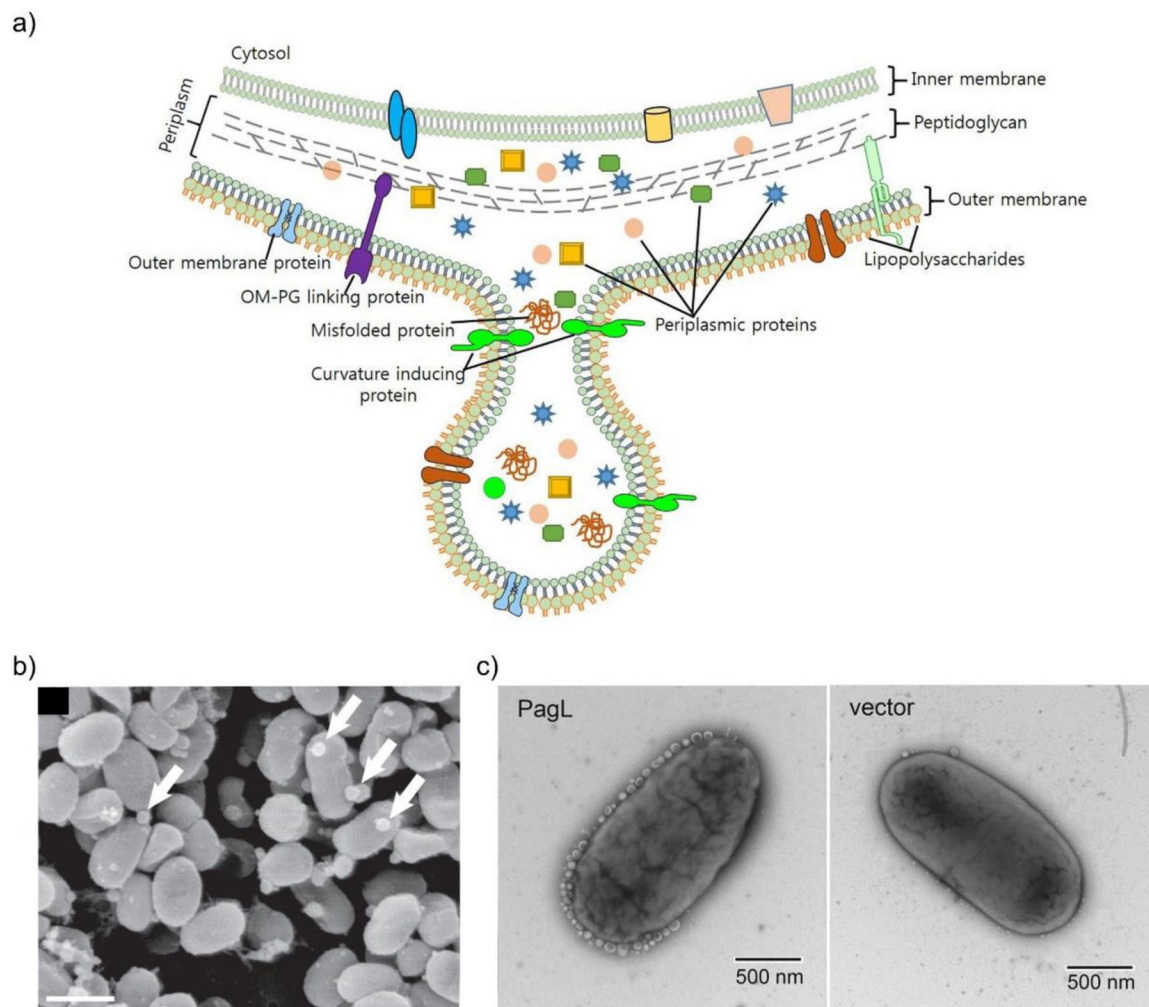 a)
Cytosol
Periplasm
Inner membrane
Peptidoglycan
Outer membrane
Lipopolysaccharides
Outer membrane protein
OM-PG linking protein
Misfolded protein
Periplasmic proteins
Curvature inducing
protein
b)
c)
PagL
vector
500 nm
500 nm